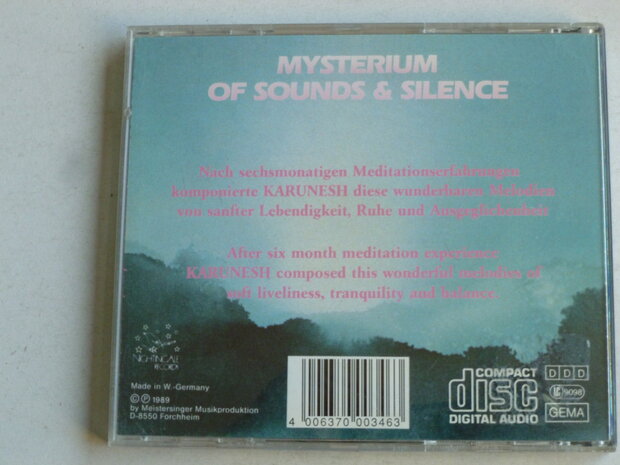 MYSTERIUM
OF SOUNDS & SILENCE
Nach sechsmonatigen Meditationserfahrungen
komponierte KARUNESH diese wunderbaren Melodien
von sanfter Lebendigkeit, Ruhe und Ausgeglichenheit
After six month meditation experience
KARUNESH composed this wonderful melodies of
soft liveliness, tranquility and balance.
NIGHTINGALE
RECORDS
Made in W.-Germany
© ℗ 1989
by Meistersinger Musikproduktion
D-8550 Forchheim
4 006370 003463
COMPACT
disc
DIGITAL AUDIO
D D D
LC 9098
GEMA